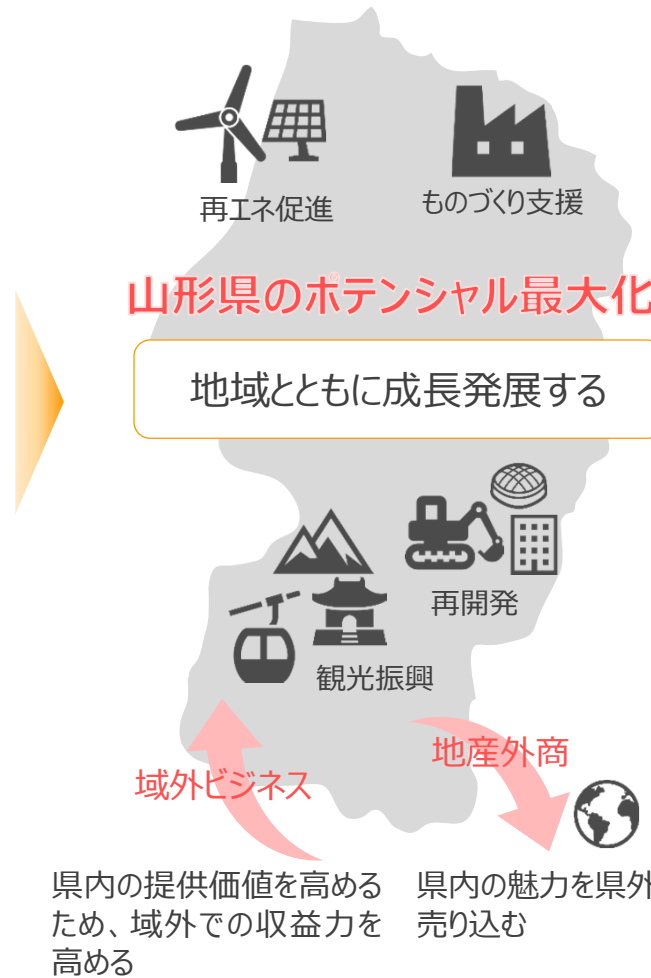 再エネ促進
ものづくり支援
山形県のポテンシャル最大化
地域とともに成長発展する
再開発
観光振興
地産外商
域外ビジネス
県内の提供価値を高める
ため、域外での収益力を
高める
県内の魅力を県外
売り込む